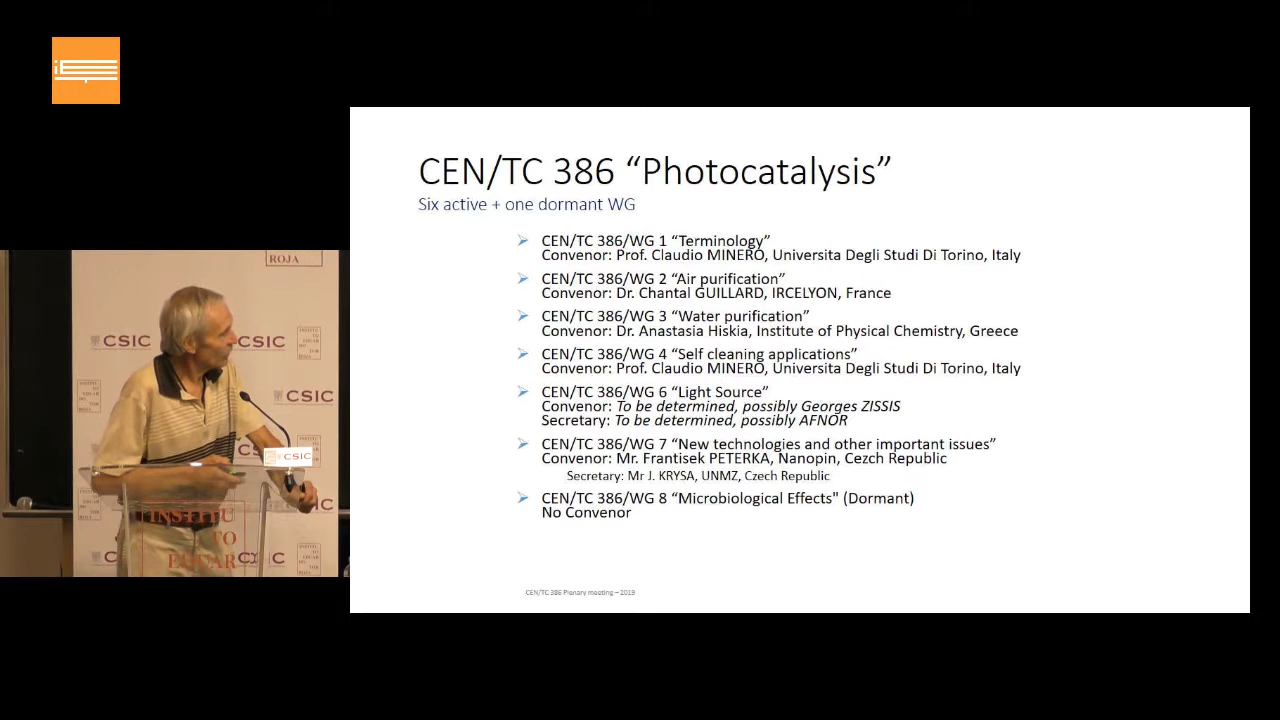 CEN/TC 386 “Photocatalysis”
Six active + one dormant WG
CEN/TC 386/WG 1 “Terminology”
Convenor: Prof. Claudio MINERO, Universita Degli Studi Di Torino, Italy
CEN/TC 386/WG 2 “Air purification”
Convenor: Dr. Chantal GUILLARD, IRCELYON, France
CEN/TC 386/WG 3 “Water purification”
Convenor: Dr. Anastasia Hiskia, Institute of Physical Chemistry, Greece
CEN/TC 386/WG 4 “Self cleaning applications”
Convenor: Prof. Claudio MINERO, Universita Degli Studi Di Torino, Italy
CEN/TC 386/WG 6 “Light Source”
Convenor: To be determined, possibly Georges ZISSIS
Secretary: To be determined, possibly AFNOR
CEN/TC 386/WG 7 “New technologies and other important issues”
Convenor: Mr. Frantisek PETERKA, Nanopin, Cezch Republic
Secretary: Mr J. KRYSA, UNMZ, Czech Republic
CEN/TC 386/WG 8 “Microbiological Effects" (Dormant)
No Convenor
CEN/TC 386 Plenary meeting – 2019
ROJA
CSIC
CSIC
CSIC
CSIC
INSTITU
TO
EDUAR